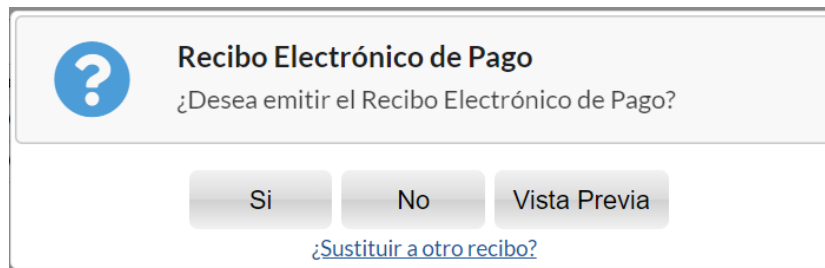 Recibo Electrónico de Pago
¿Desea emitir el Recibo Electrónico de Pago?
Si No Vista Previa
¿Sustituir a otro recibo?